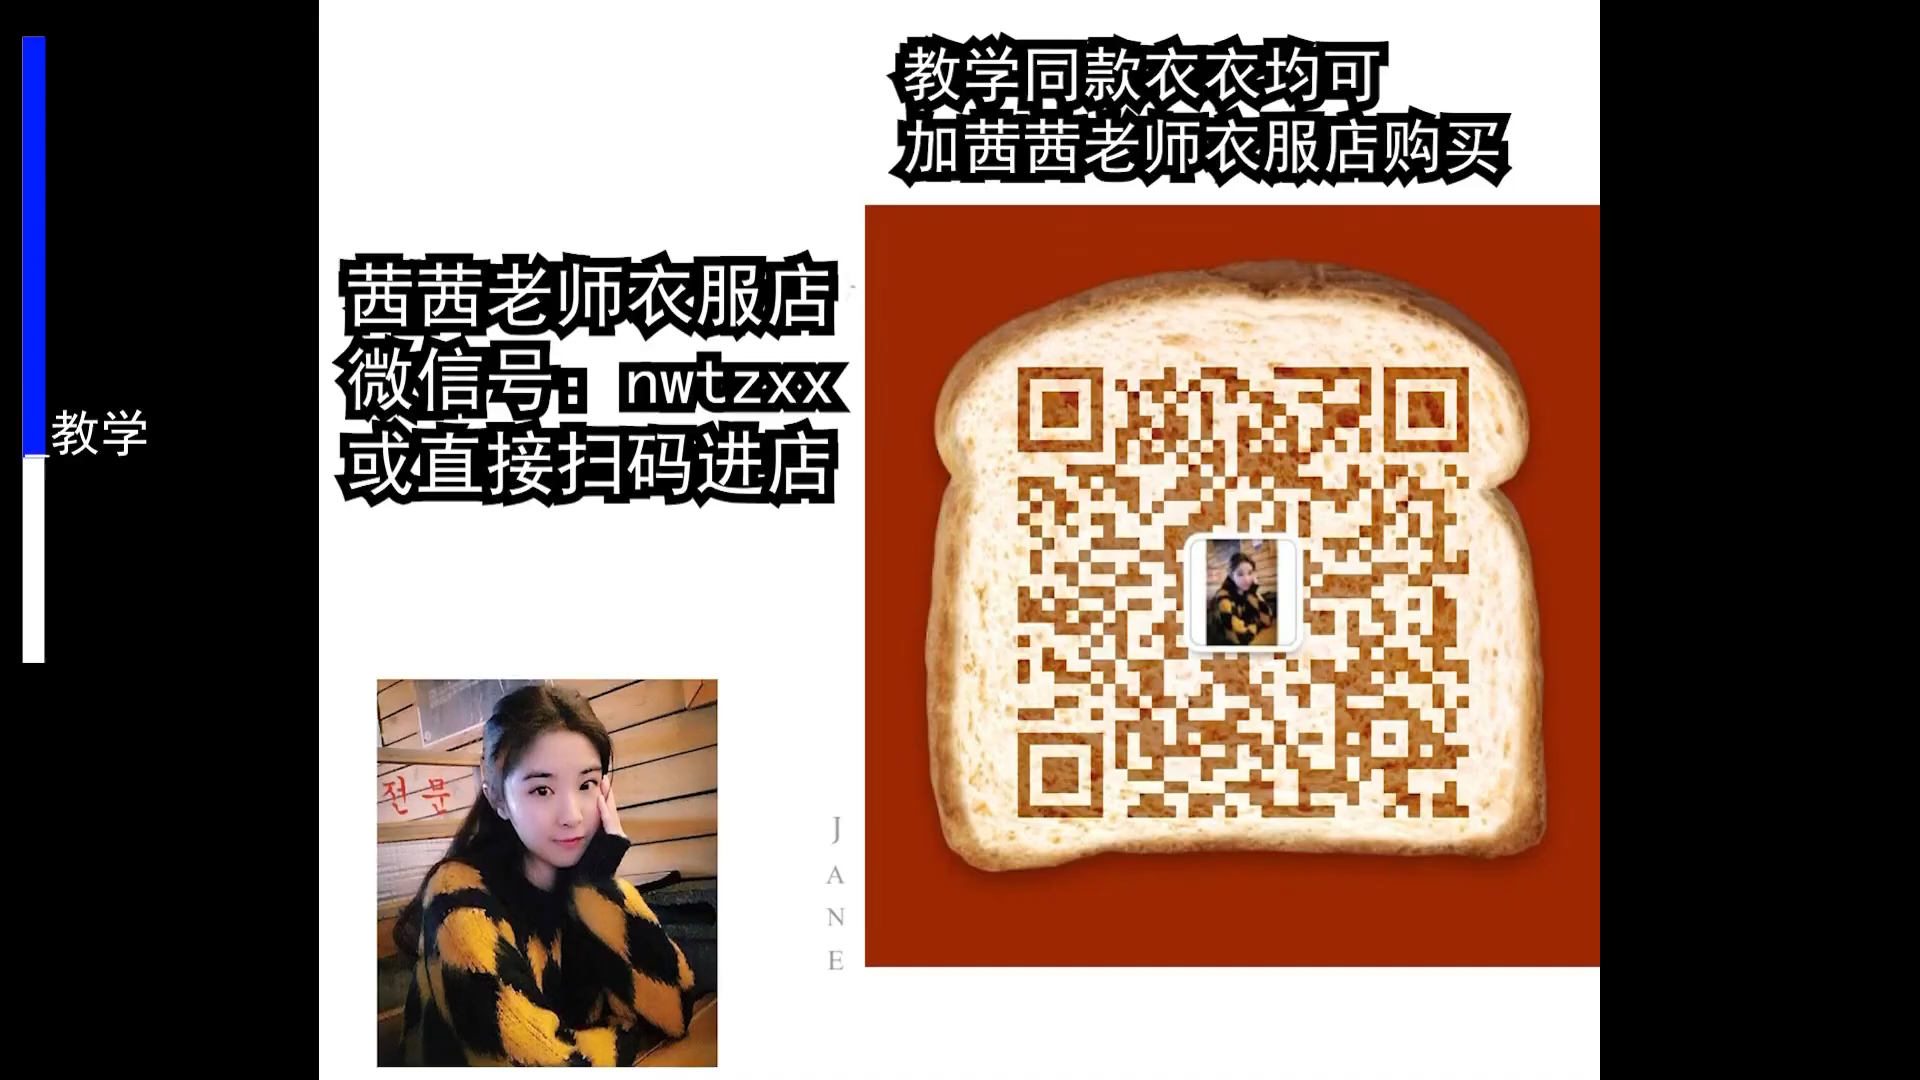 教学同款衣衣均可
加茜茜老师衣服店购买
茜茜老师衣服店
微信号：nwtzxx
或直接扫码进店
教学
전문
JANE